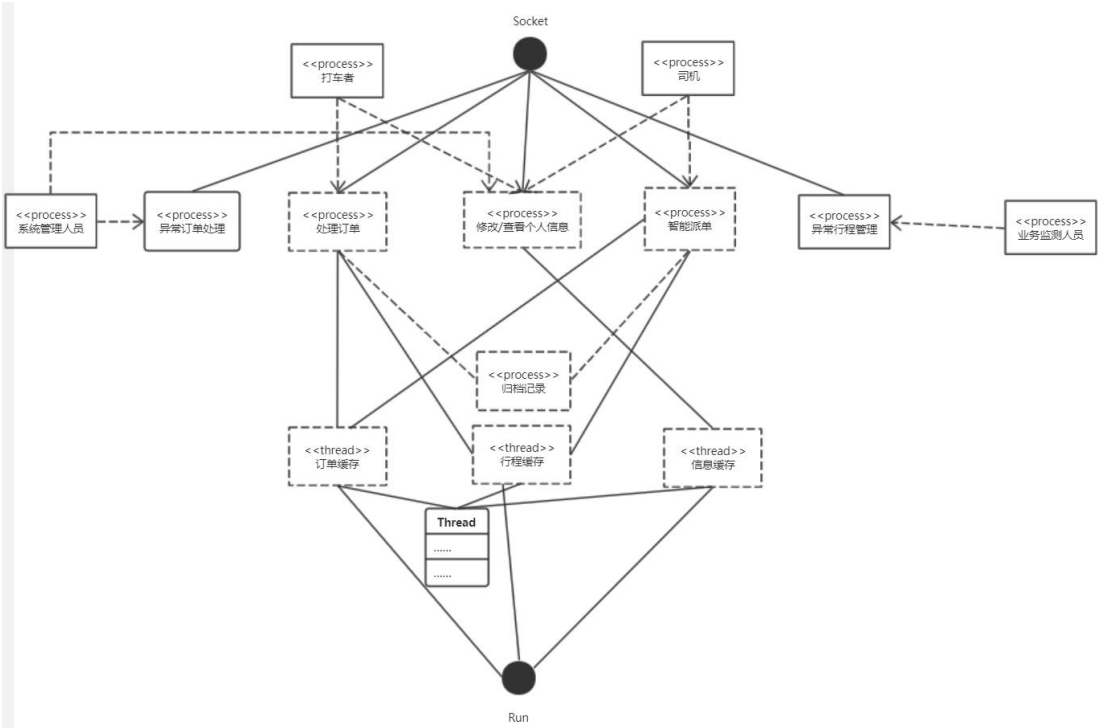 Socket
<<process>>
打车者
<<process>>
司机
<<process>>
系统管理人员
<<process>>
异常订单处理
<<process>>
处理订单
<<process>>
修改/查看个人信息
<<process>>
智能派单
<<process>>
异常行程管理
<<process>>
业务监测人员
<<process>>
归档记录
<<thread>>
订单缓存
<<thread>>
行程缓存
<<thread>>
信息缓存
Thread
......
......
Run